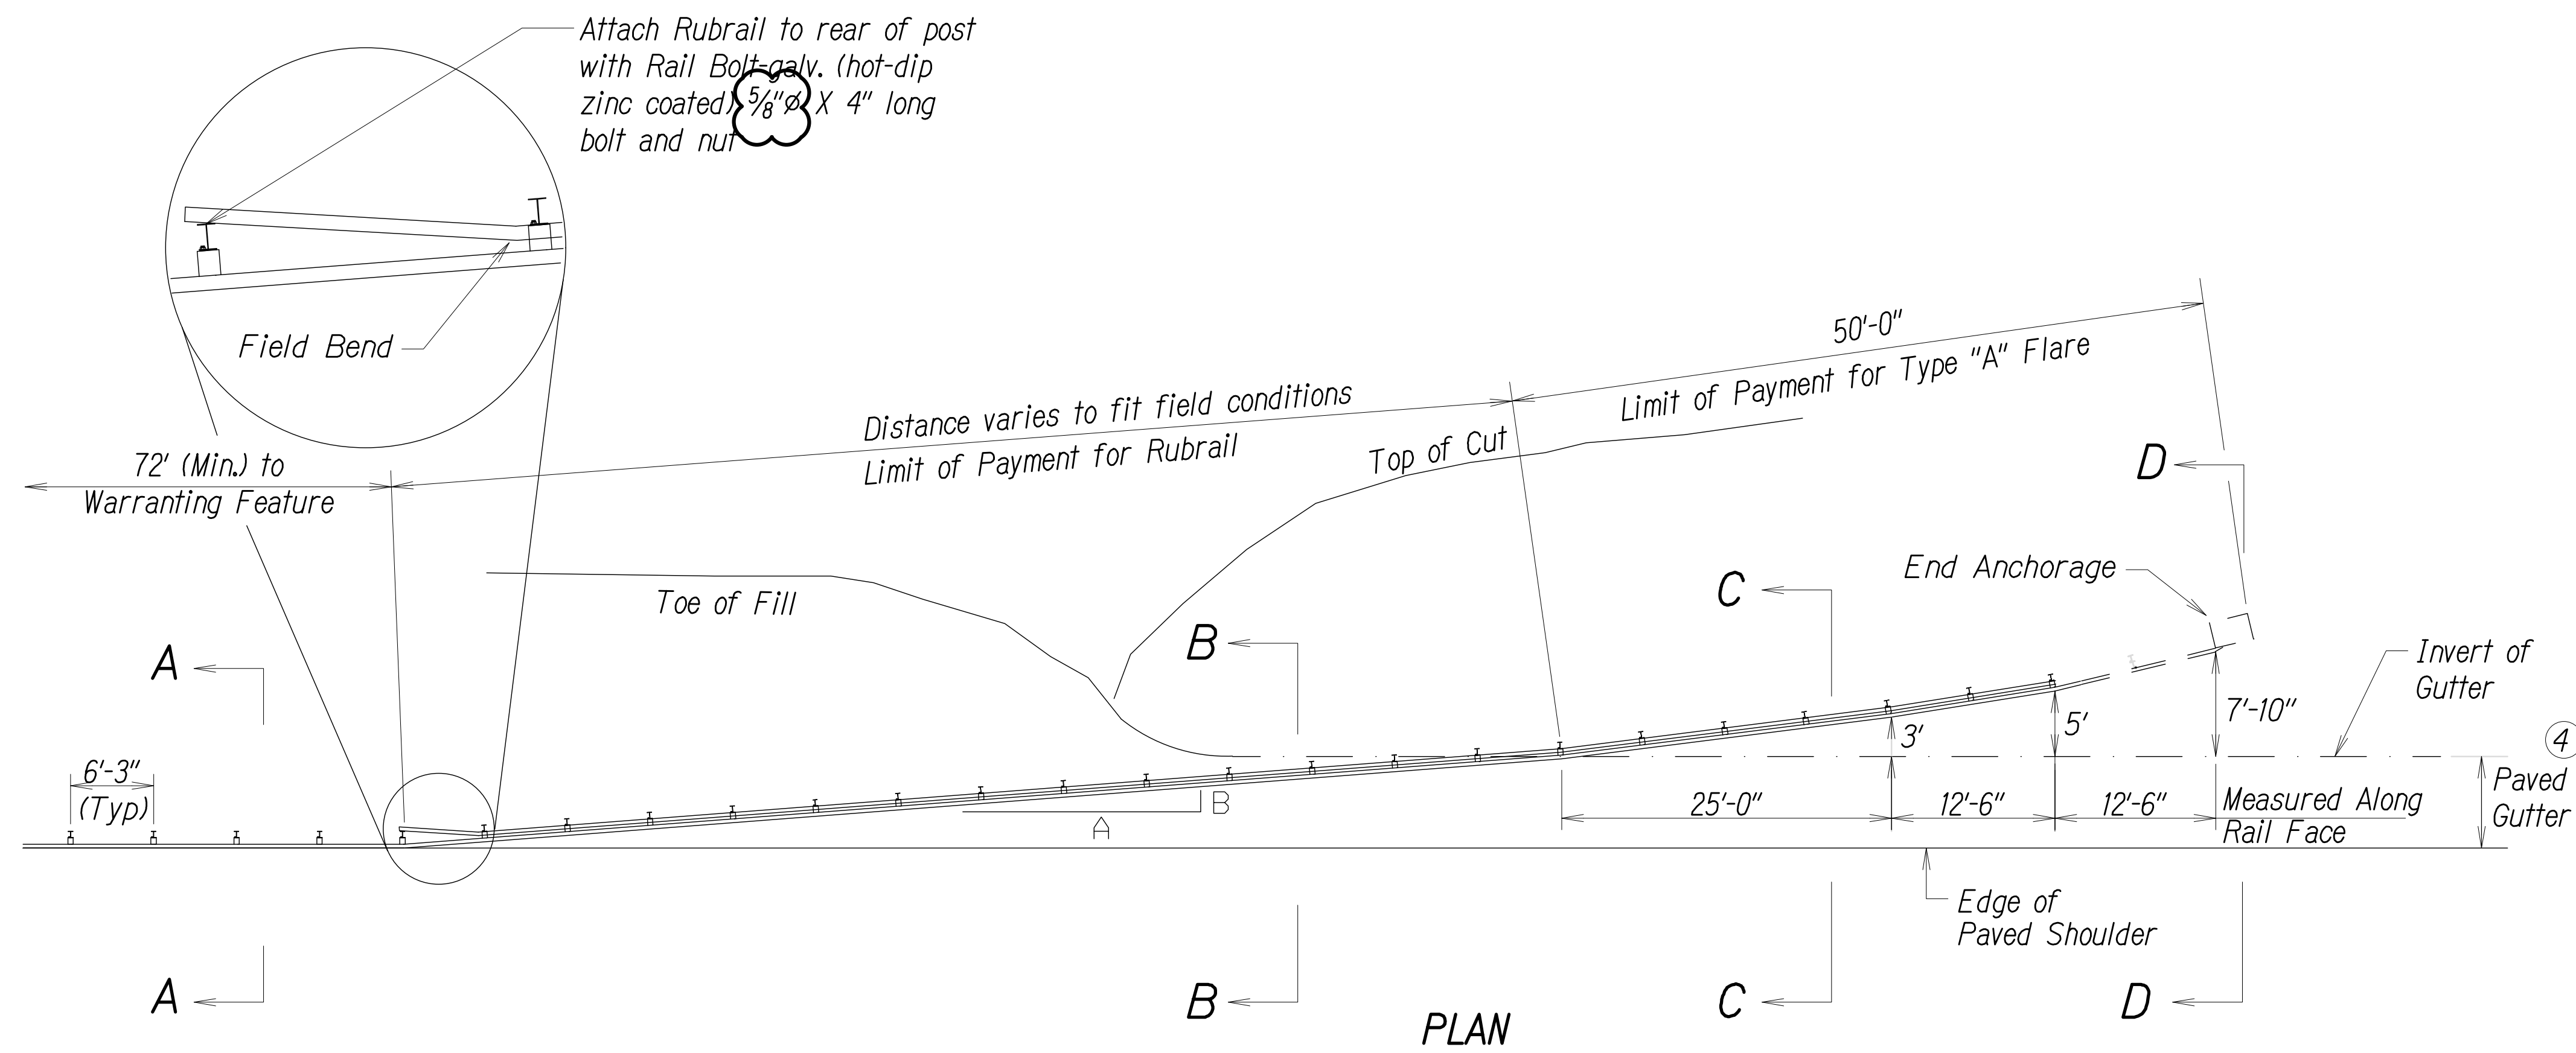 Attach Rubrail to rear of post
with Rail Bolt-galv. (hot-dip
zinc coated) 5/8"Ø X 4" long
bolt and nut
Field Bend
72' (Min.) to
Warranting Feature
Distance varies to fit field conditions
Limit of Payment for Rubrail
50'-0"
Limit of Payment for Type "A" Flare
Top of Cut
Toe of Fill
End Anchorage
Invert of
Gutter
A
B
C
D
6'-3"
(Typ)
3'
5'
7'-10"
4
Paved
Gutter
25'-0"
12'-6"
12'-6"
Measured Along
Rail Face
B
A
Edge of
Paved Shoulder
A
B
C
D
PLAN